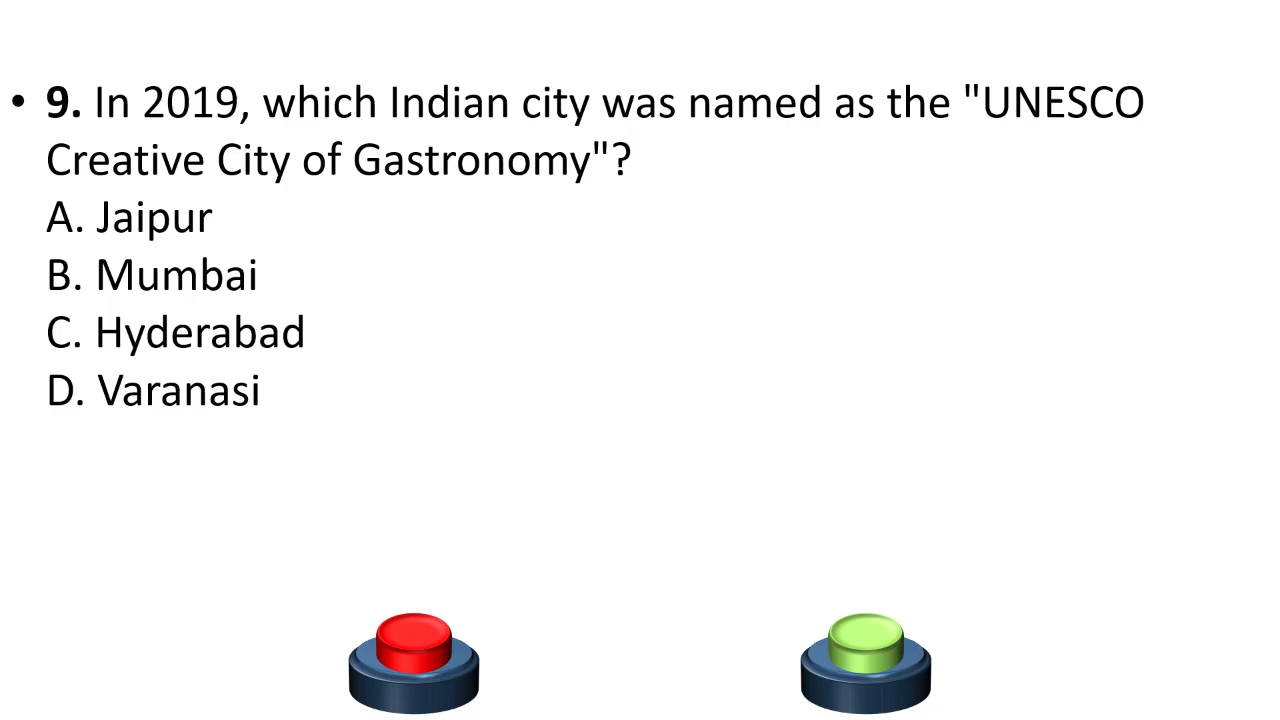 • 9. In 2019, which Indian city was named as the "UNESCO
Creative City of Gastronomy"?
A. Jaipur
B. Mumbai
C. Hyderabad
D. Varanasi